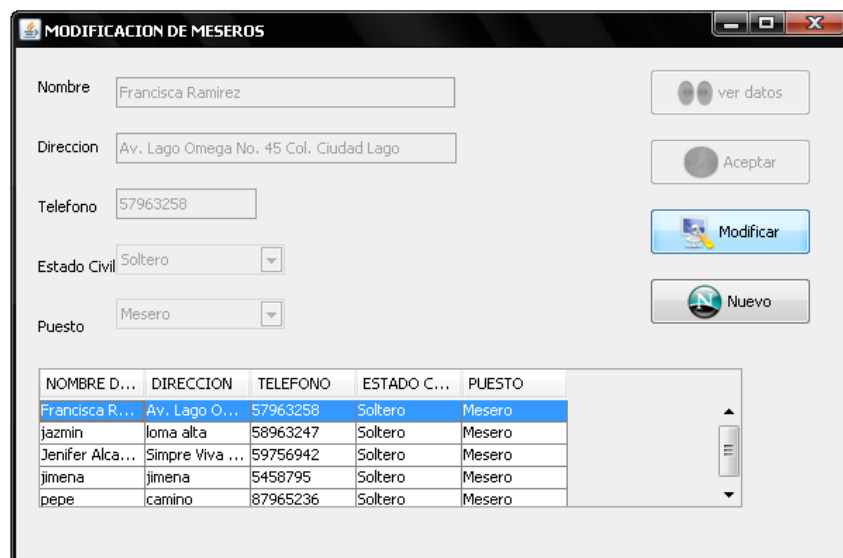 MODIFICACION DE MESEROS
Nombre Francisca Ramirez
ver datos
Direccion Av. Lago Omega No. 45 Col. Ciudad Lago
Aceptar
Telefono 57963258
Modificar
Estado Civil Soltero
Nuevo
Puesto Mesero
NOMBRE D... DIRECCION TELEFONO ESTADO C... PUESTO
Francisca R... Av. Lago O... 57963258 Soltero Mesero
jazmin loma alta 58963247 Soltero Mesero
Jenifer Alca... Simpre Viva ... 59756942 Soltero Mesero
jimena jimena 5458795 Soltero Mesero
pepe camino 87965236 Soltero Mesero